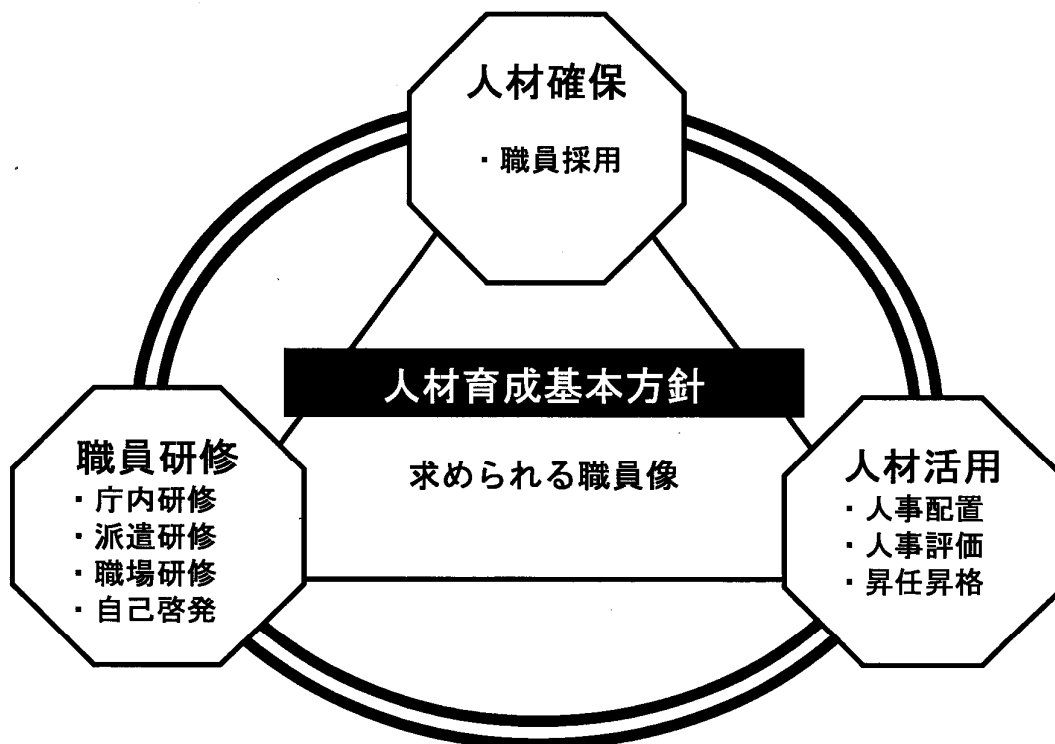 人材確保
・職員採用
人材育成基本方針
求められる職員像
職員研修
・庁内研修
・派遣研修
・職場研修
・自己啓発
人材活用
・人事配置
・人事評価
・昇任昇格